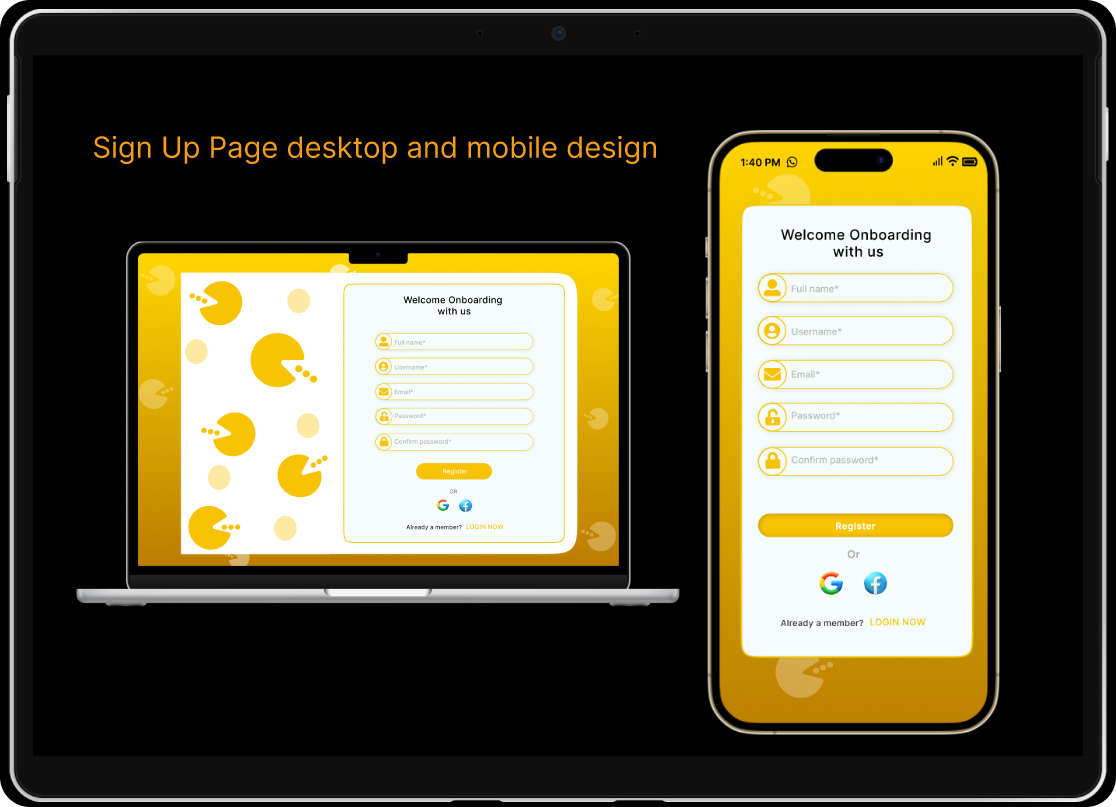 Sign Up Page desktop and mobile design
Welcome Onboarding
with us
Full name*
Username*
Email*
Password*
Confirm password*
Register
OR
Already a member? LOGIN NOW
1:40 PM
Welcome Onboarding
with us
Full name*
Username*
Email*
Password*
Confirm password*
Register
Or
Already a member? LOGIN NOW